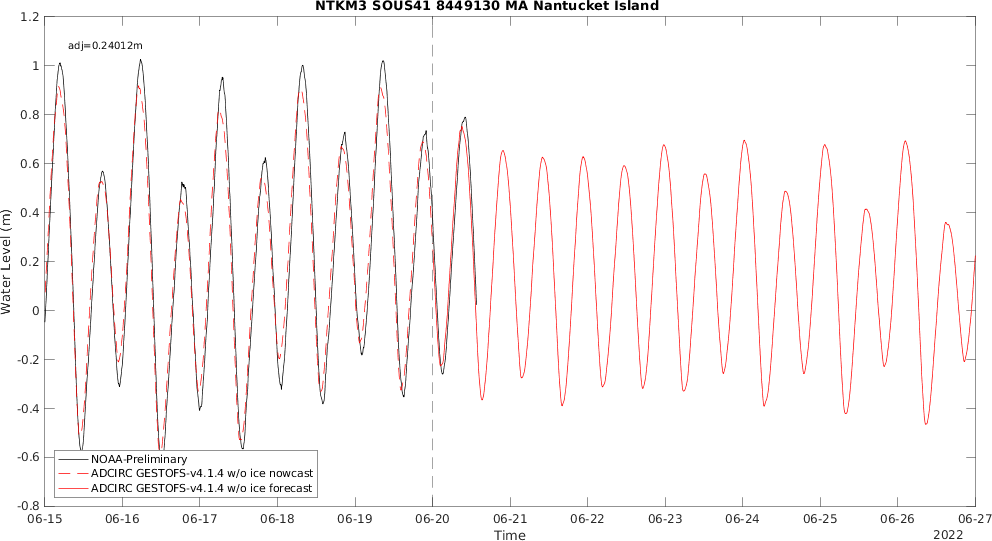 NTKM3 SOUS41 8449130 MA Nantucket Island
adj=0.24012m
1.2
1
0.8
0.6
0.4
0.2
0
-0.2
-0.4
-0.6
-0.8
Water Level (m)
NOAA-Preliminary
ADCIRC GESTOFS-v4.1.4 w/o ice nowcast
ADCIRC GESTOFS-v4.1.4 w/o ice forecast
06-15 06-16 06-17 06-18 06-19 06-20 06-21 06-22 06-23 06-24 06-25 06-26 06-27
Time
2022